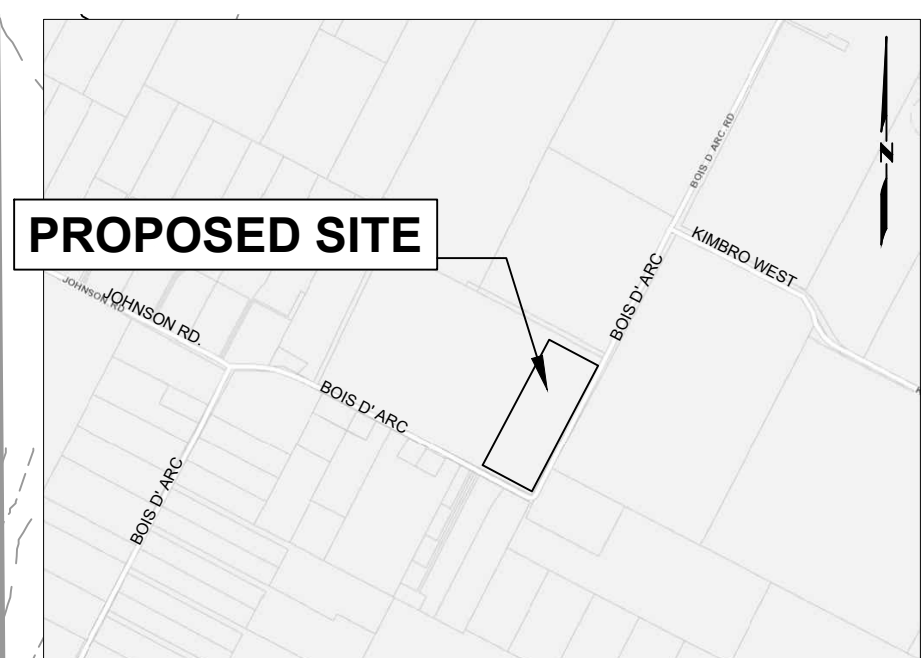 BOIS D ARC RD
N
PROPOSED SITE
KIMBRO WEST
BOIS D' ARC
JOHNSON RD
JOHNSON RD.
BOIS D' ARC
BOIS D' ARC